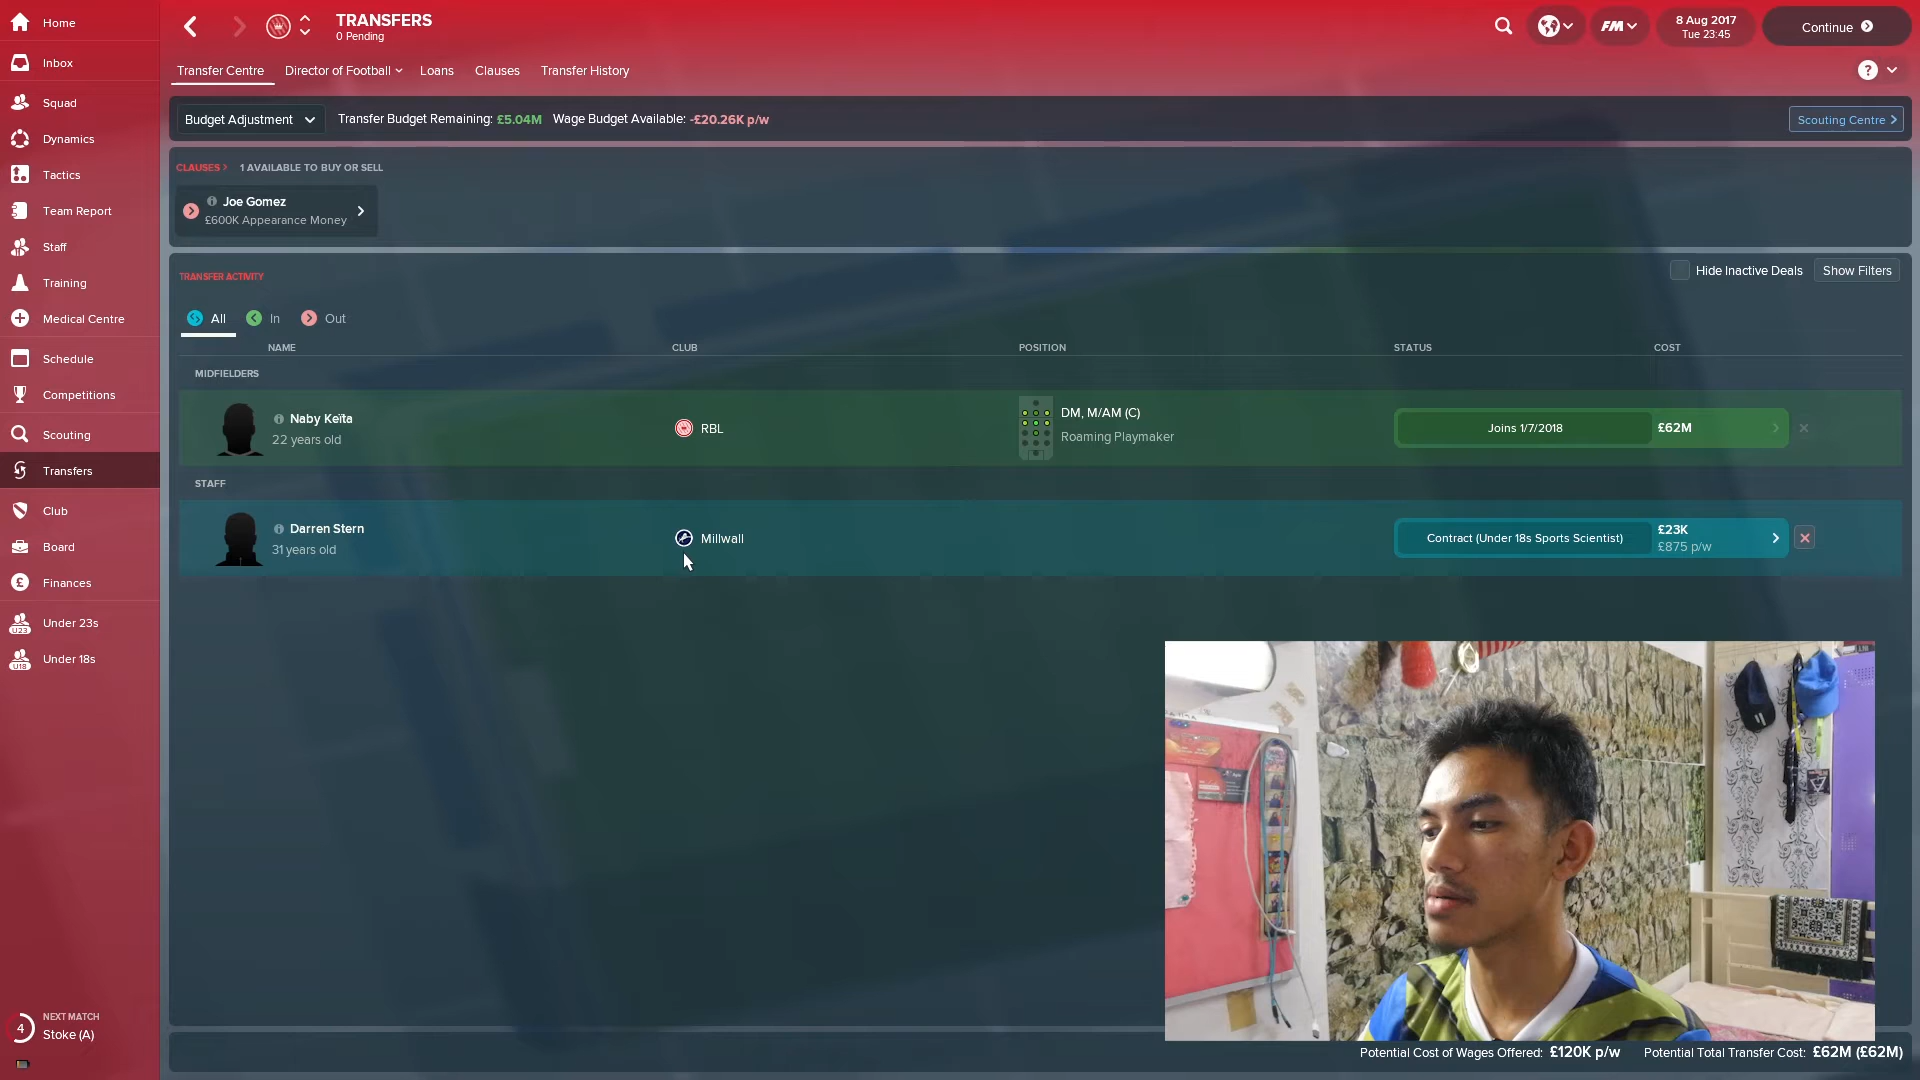 Home
Inbox
Squad
Dynamics
Tactics
Team Report
Staff
Training
Medical Centre
Schedule
Competitions
Scouting
Transfers
Club
Board
£ Finances
U23 Under 23s
U18 Under 18s
NEXT MATCH
4 Stoke (A)
TRANSFERS
0 Pending
FM
8 Aug 2017
Tue 23:45
Continue
Transfer Centre Director of Football Loans Clauses Transfer History
?
Budget Adjustment Transfer Budget Remaining: £5.04M Wage Budget Available: -£20.26K p/w
Scouting Centre >
CLAUSES > 1 AVAILABLE TO BUY OR SELL
Joe Gomez
£600K Appearance Money
TRANSFER ACTIVITY
Hide Inactive Deals Show Filters
All In Out
NAME CLUB POSITION STATUS COST
MIDFIELDERS
Naby Keïta
22 years old
RBL
DM, M/AM (C)
Roaming Playmaker
Joins 1/7/2018
£62M
STAFF
Darren Stern
31 years old
Millwall
Contract (Under 18s Sports Scientist)
£23K
£875 p/w
Potential Cost of Wages Offered: £120K p/w Potential Total Transfer Cost: £62M (£62M)